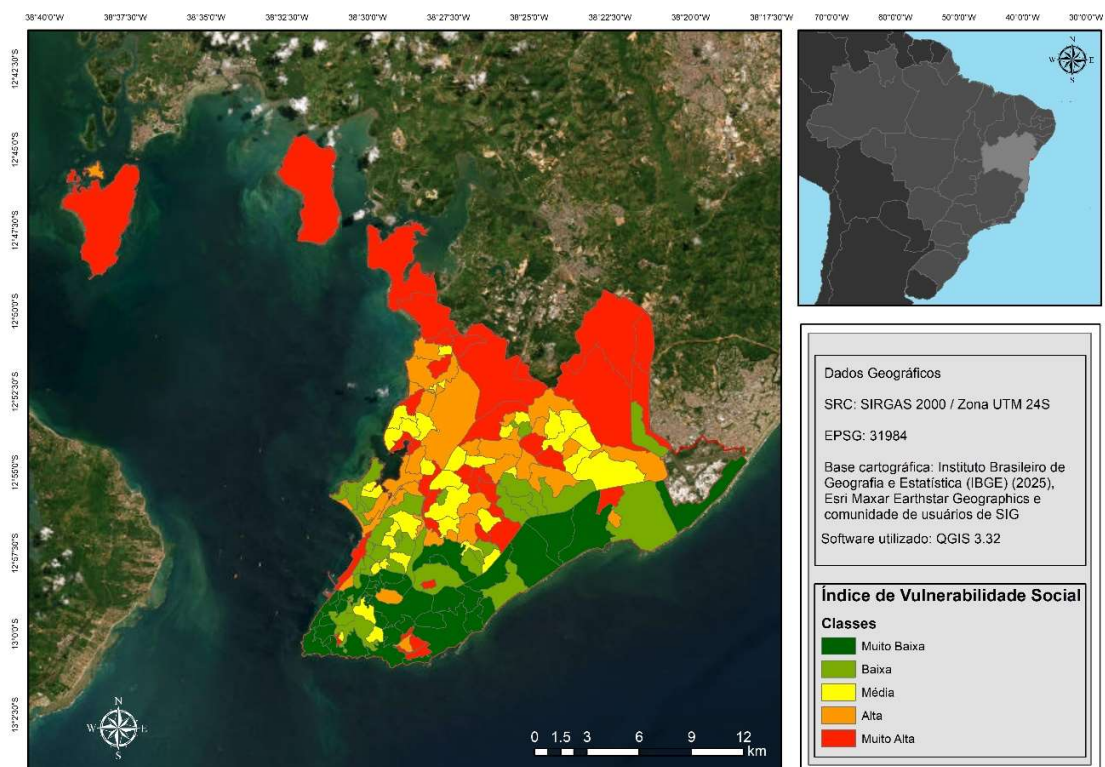 38°40'0"W 38°37'30"W 38°35'0"W 38°32'30"W 38°30'0"W 38°27'30"W 38°25'0"W 38°22'30"W 38°20'0"W 38°17'30"W
70°0'0"W 60°0'0"W 50°0'0"W 40°0'0"W 30°0'0"W
12°42'30"S
12°45'0"S
12°47'30"S
12°50'0"S
12°52'30"S
12°55'0"S
12°57'30"S
13°0'0"S
13°2'30"S
N
W E
S
Dados Geográficos
SRC: SIRGAS 2000 / Zona UTM 24S
EPSG: 31984
Base cartográfica: Instituto Brasileiro de
Geografia e Estatística (IBGE) (2025),
Esri Maxar Earthstar Geographics e
comunidade de usuários de SIG
Software utilizado: QGIS 3.32
Índice de Vulnerabilidade Social
Classes
Muito Baixa
Baixa
Média
Alta
Muito Alta
N
W E
S
0 1.5 3 6 9 12
km